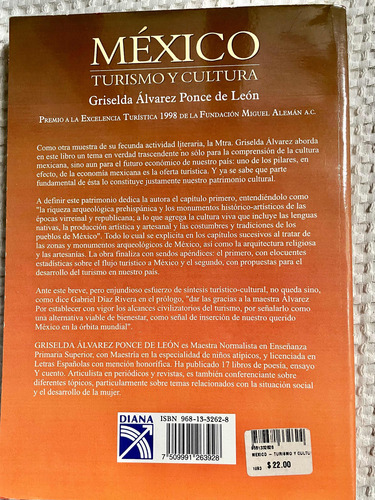 MÉXICO
TURISMO Y CULTURA
Griselda Álvarez Ponce de León
PREMIO A LA EXCELENCIA TURÍSTICA 1998 DE LA FUNDACIÓN MIGUEL ALEMÁN A.C.
Como otra muestra de su fecunda actividad literaria, la Mtra. Griselda Álvarez aborda
en este libro un tema en verdad trascendente no sólo para la comprensión de la cultura
mexicana, sino aun para el futuro económico de nuestro país: uno de los pilares, en
efecto, de la economía mexicana es la oferta turística. Y ya se sabe que parte
fundamental de ésta lo constituye justamente nuestro patrimonio cultural.
A definir este patrimonio dedica la autora el capítulo primero, entendiéndolo como
"la riqueza arqueológica prehispánica y los monumentos histórico-artísticos de las
épocas virreinal y republicana; a lo que agrega la cultura viva que incluye las lenguas
nativas, la producción artística y artesanal y las costumbres y tradiciones de los
pueblos de México". Todo lo cual se explicita en los capítulos sucesivos al tratar de
las zonas y monumentos arqueológicos de México, así como la arquitectura religiosa
y las artesanías. La obra finaliza con sendos apéndices: el primero, con elocuentes
estadísticas sobre el flujo turístico a México y el segundo, con propuestas para el
desarrollo del turismo en nuestro país.
Ante este breve, pero enjundioso esfuerzo de síntesis turístico-cultural, no queda sino,
como dice Gabriel Díaz Rivera en el prólogo, "dar las gracias a la maestra Álvarez
Por establecer con vigor los alcances civilizatorios del turismo, por señalarlo como
una alternativa viable de bienestar, como señal de inserción de nuestro querido
México en la órbita mundial".
GRISELDA ÁLVAREZ PONCE DE LEÓN es Maestra Normalista en Enseñanza
Primaria Superior, con Maestría en la especialidad de niños atípicos, y licenciada en
Letras Españolas con mención honorífica. Ha publicado 17 libros de poesía, ensayo
Y cuento. Articulista en periódicos y revistas, es también conferenciante sobre
diferentes tópicos, particularmente sobre temas relacionados con la situación social
y el desarrollo de la mujer.
DIANA
ISBN 968-13-3262-8
7 509991 263928
MEXICO - TURISMO Y CULTU
$ 22.00